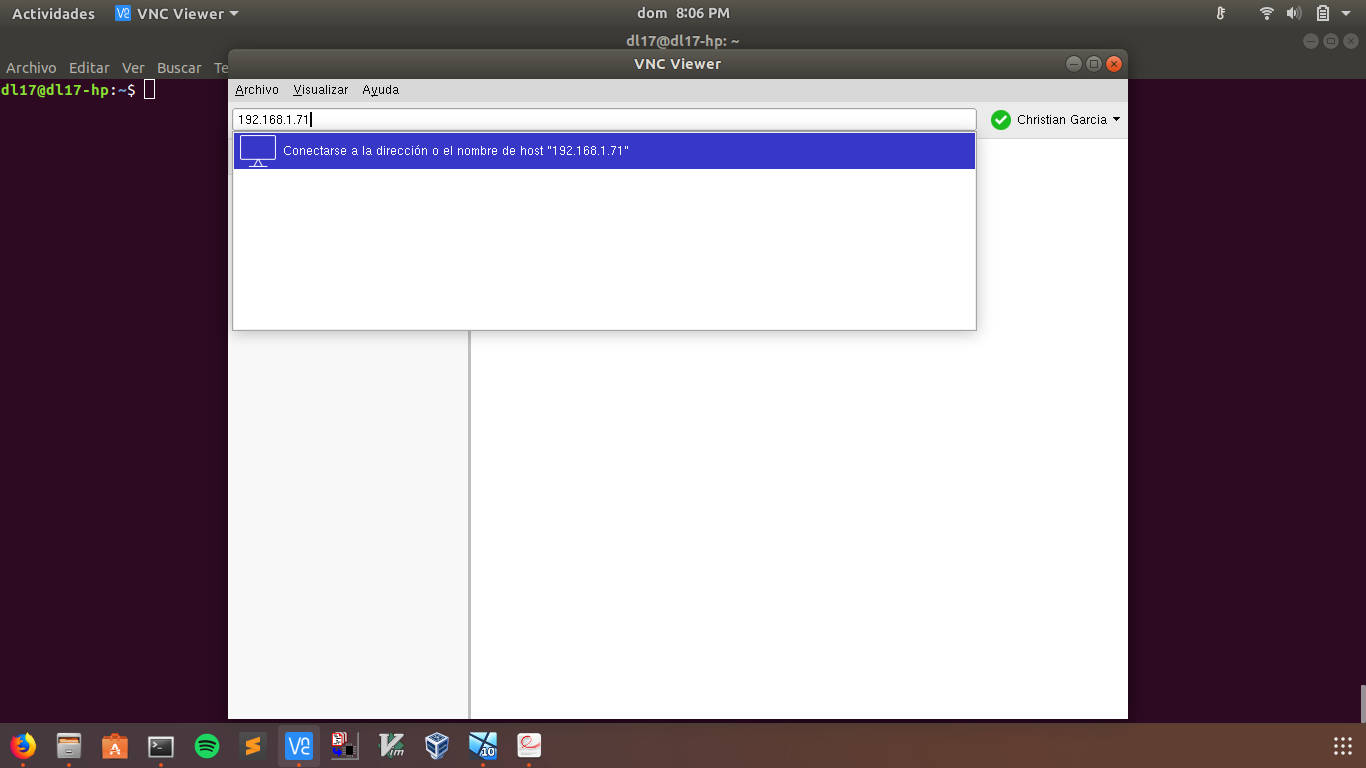 Actividades VNC Viewer dom 8:06 PM
dl17@dl17-hp: ~
Archivo Editar Ver Buscar Te
VNC Viewer
dl17@dl17-hp:~$
Archivo Visualizar Ayuda
192.168.1.71 Christian Garcia
Conectarse a la dirección o el nombre de host "192.168.1.71"